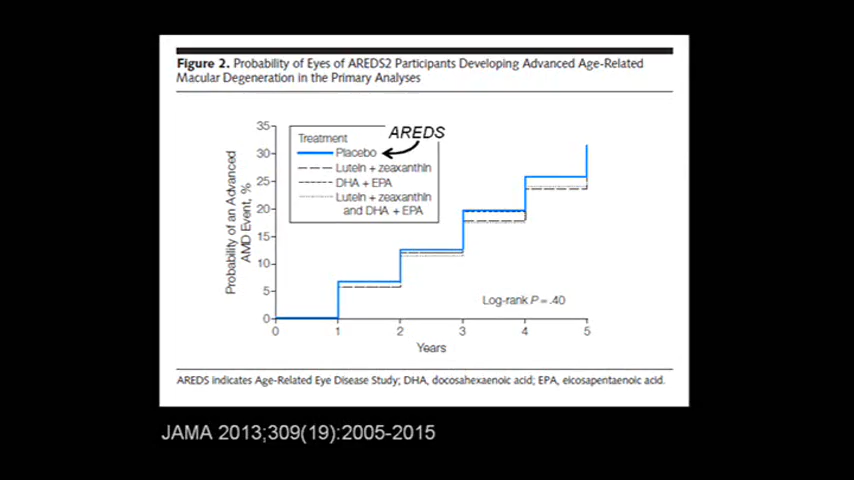 Figure 2. Probability of Eyes of AREDS2 Participants Developing Advanced Age-Related
Macular Degeneration in the Primary Analyses
35
30
25
20
15
10
5
0
Probability of an Advanced
AMD Event, %
Treatment
AREDS
Placebo
Lutein + zeaxanthin
DHA + EPA
Lutein + zeaxanthin
and DHA + EPA
Log-rank P = .40
0 1 2 3 4 5
Years
AREDS indicates Age-Related Eye Disease Study; DHA, docosahexaenoic acid; EPA, eicosapentaenoic acid.
JAMA 2013;309(19):2005-2015